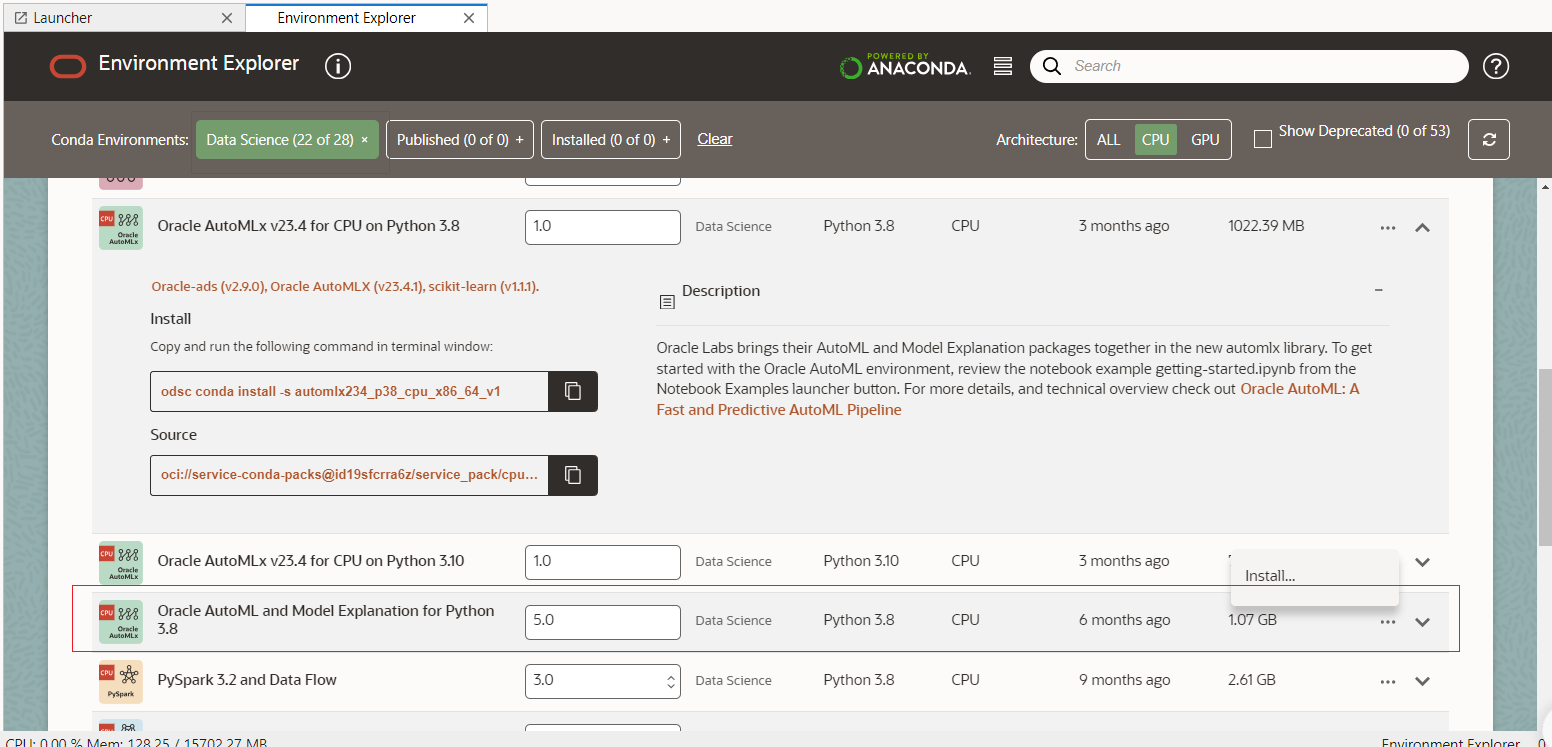 Launcher
Environment Explorer
Environment Explorer
POWERED BY
ANACONDA.
Search
Conda Environments:
Data Science (22 of 28) ×
Published (0 of 0) +
Installed (0 of 0) +
Clear
Architecture:
ALL
CPU
GPU
Show Deprecated (0 of 53)
CPU
Oracle
AutoMLx
Oracle AutoMLx v23.4 for CPU on Python 3.8
1.0
Data Science
Python 3.8
CPU
3 months ago
1022.39 MB
Oracle-ads (v2.9.0), Oracle AutoMLX (v23.4.1), scikit-learn (v1.1.1).
Install
Copy and run the following command in terminal window:
odsc conda install -s automlx234_p38_cpu_x86_64_v1
Source
oci://service-conda-packs@id19sfcrra6z/service_pack/cpu...
Description
Oracle Labs brings their AutoML and Model Explanation packages together in the new automlx library. To get
started with the Oracle AutoML environment, review the notebook example getting-started.ipynb from the
Notebook Examples launcher button. For more details, and technical overview check out Oracle AutoML: A
Fast and Predictive AutoML Pipeline
CPU
Oracle
AutoMLx
Oracle AutoMLx v23.4 for CPU on Python 3.10
1.0
Data Science
Python 3.10
CPU
3 months ago
Install...
CPU
Oracle
AutoMLx
Oracle AutoML and Model Explanation for Python
3.8
5.0
Data Science
Python 3.8
CPU
6 months ago
1.07 GB
CPU
PySpark
PySpark 3.2 and Data Flow
3.0
Data Science
Python 3.8
CPU
9 months ago
2.61 GB
CPU
CPU: 0.00 % Mem: 128.25 / 15702.27 MB
Environment Explorer
0